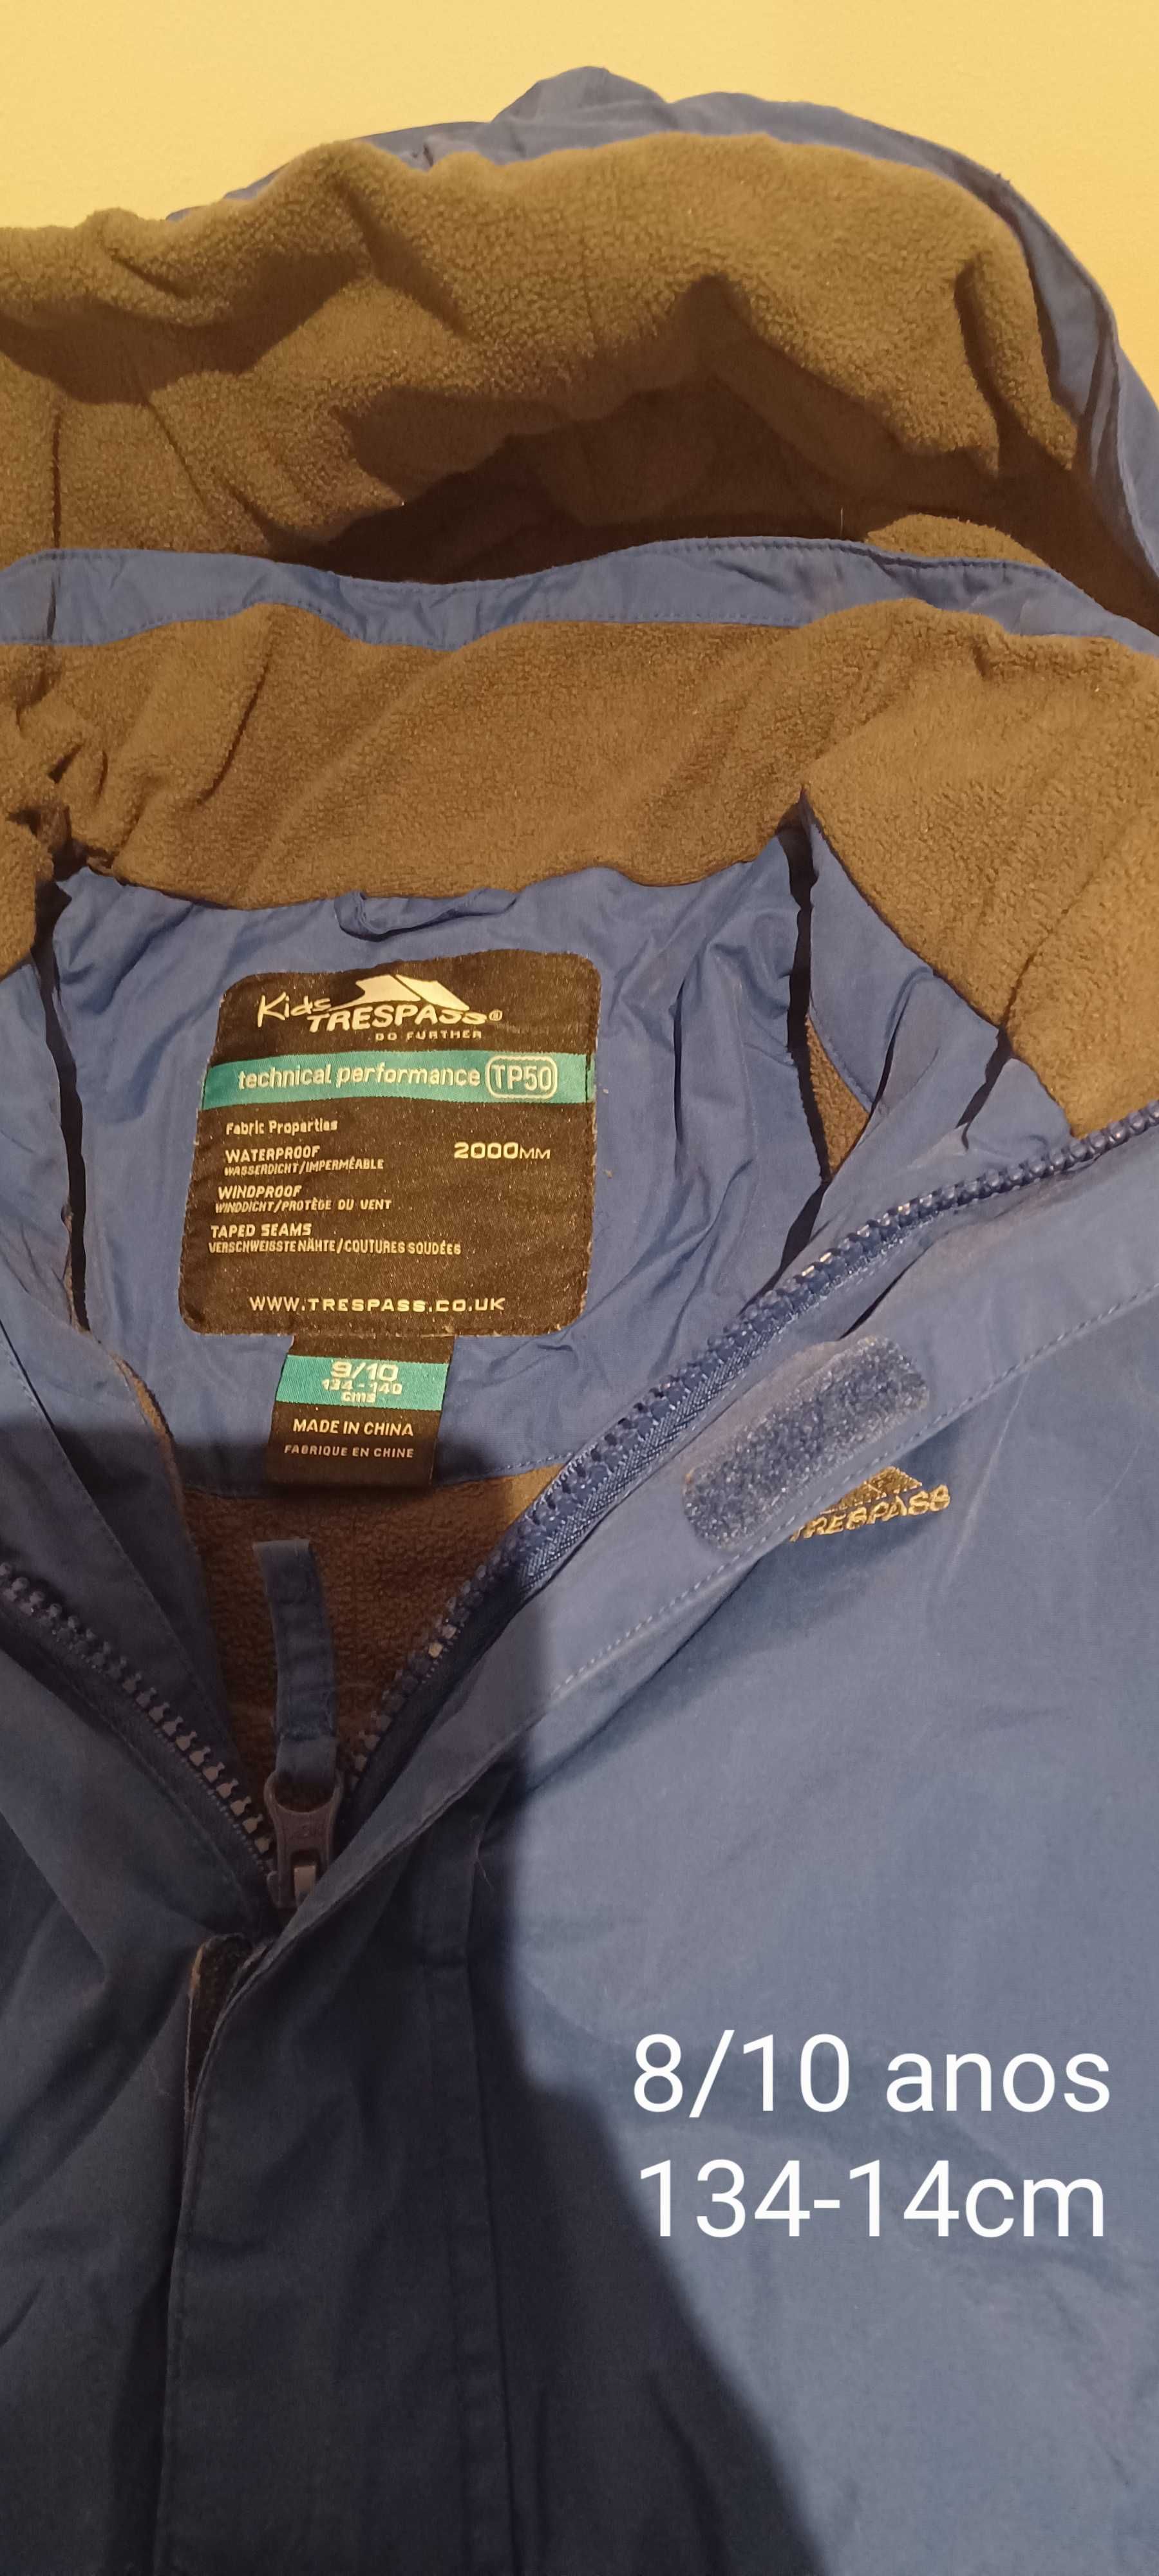 Kids
TRESPASS®
DO FURTHER
technical performance TP50
Fabric Properties
WATERPROOF 2000MM
WASSERDICHT/IMPERMÉABLE
WINDPROOF
WINDDICHT/PROTÈGE DU VENT
TAPED SEAMS
VERSCHWEISSTE NÄHTE/COUTURES SOUDÉES
WWW.TRESPASS.CO.UK
9/10
134-140
cms
MADE IN CHINA
FABRIQUE EN CHINE
TRESPASS
8/10 anos
134-14cm